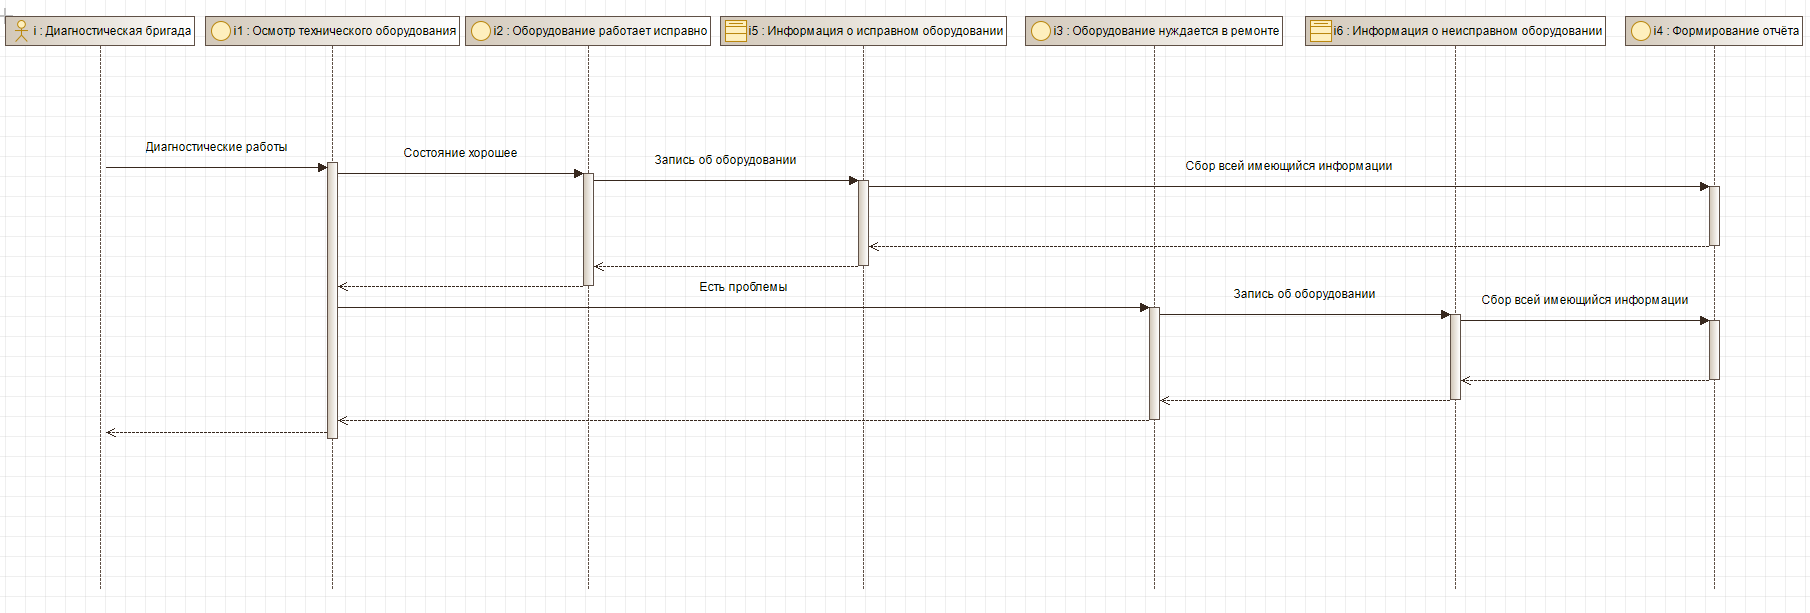 i : Диагностическая бригада
i1 : Осмотр технического оборудования
i2 : Оборудование работает исправно
i5 : Информация о исправном оборудовании
i3 : Оборудование нуждается в ремонте
i6 : Информация о неисправном оборудовании
i4 : Формирование отчёта
Диагностические работы
Состояние хорошее
Запись об оборудовании
Сбор всей имеющийся информации
Есть проблемы
Запись об оборудовании
Сбор всей имеющийся информации